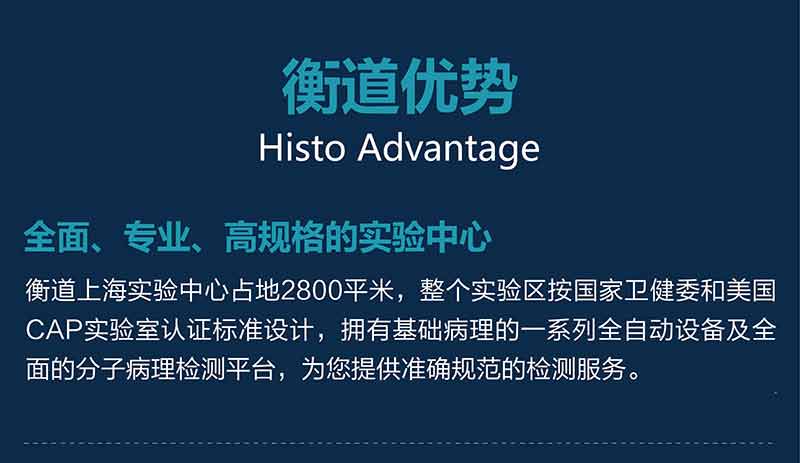 衡道优势
Histo Advantage
全面、专业、高规格的实验中心
衡道上海实验中心占地2800平米，整个实验区按国家卫健委和美国
CAP实验室认证标准设计，拥有基础病理的一系列全自动设备及全
面的分子病理检测平台，为您提供准确规范的检测服务。